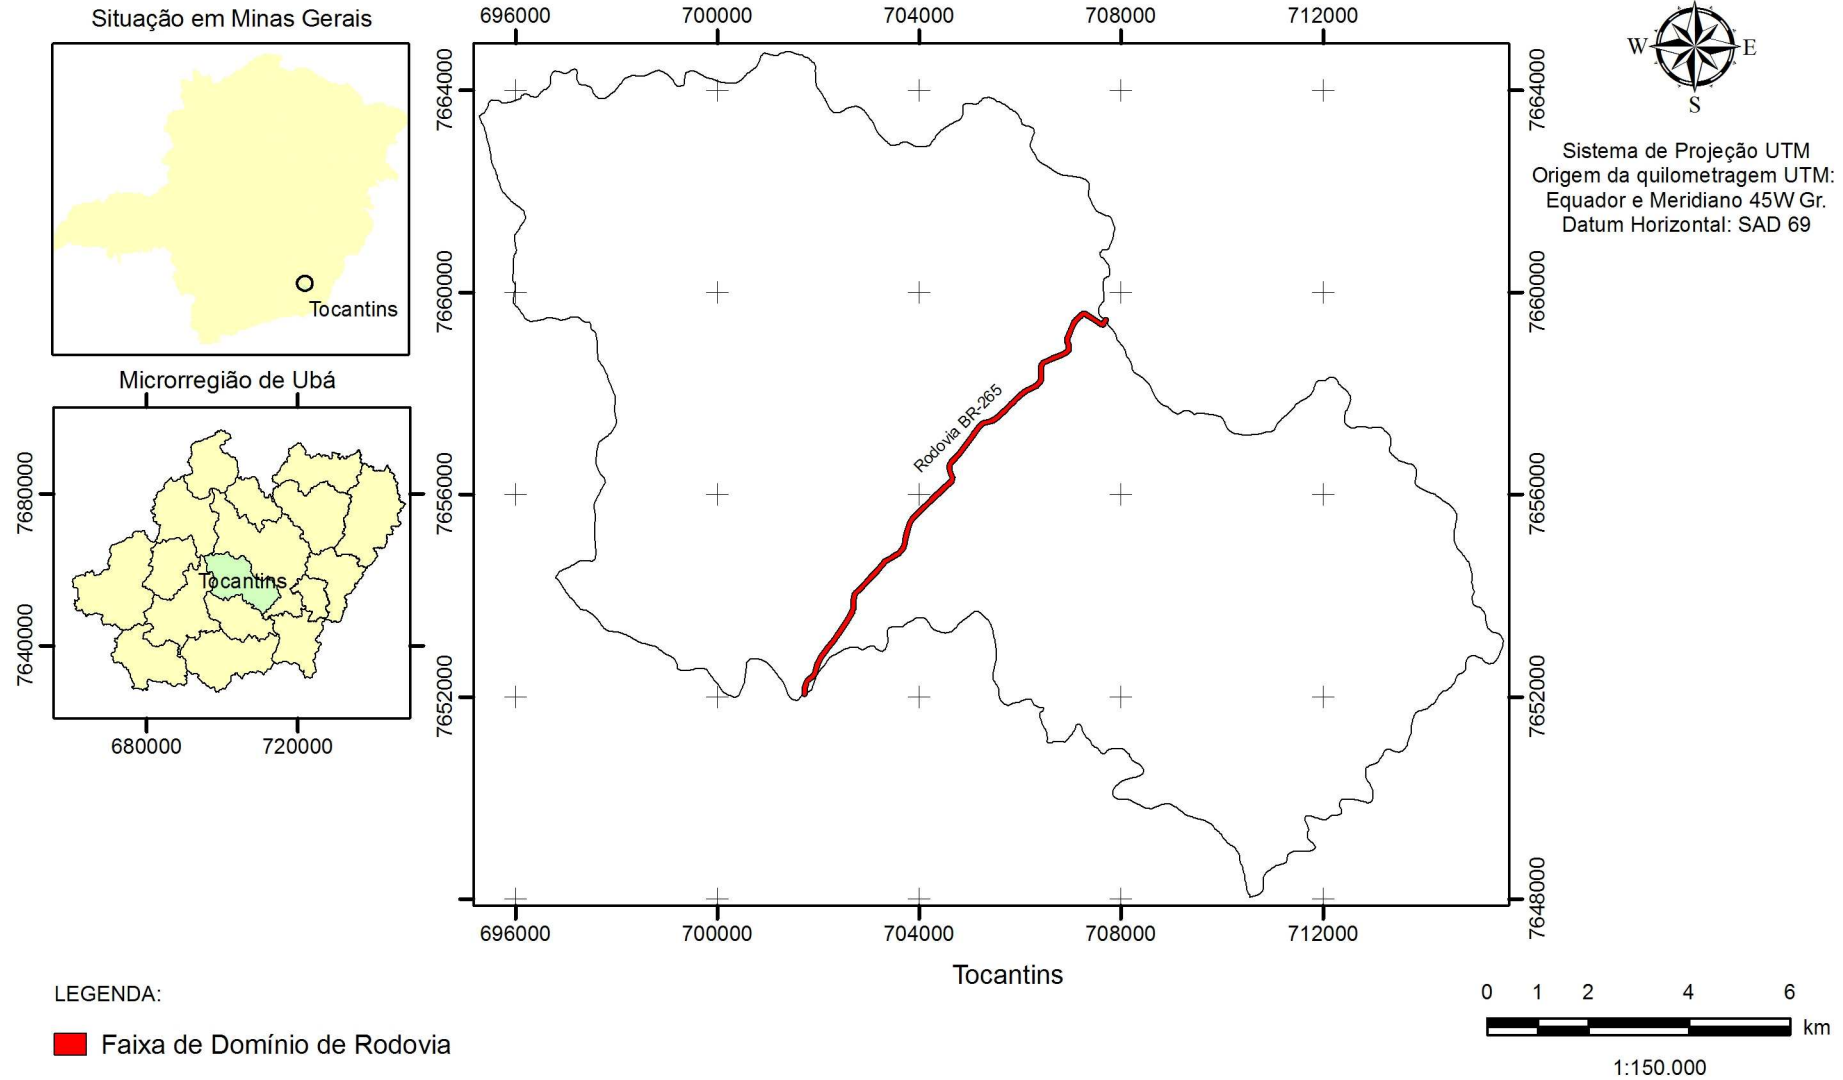 Situação em Minas Gerais
Tocantins
Microrregião de Ubá
7680000
7640000
Tocantins
680000 720000
696000 700000 704000 708000 712000
7664000 7664000
7660000 7660000
Rodovia BR-265
7656000 7656000
7652000 7652000
7648000
696000 700000 704000 708000 712000
Tocantins
W E
S
Sistema de Projeção UTM
Origem da quilometragem UTM:
Equador e Meridiano 45W Gr.
Datum Horizontal: SAD 69
LEGENDA:
Faixa de Domínio de Rodovia
0 1 2 4 6
km
1:150.000